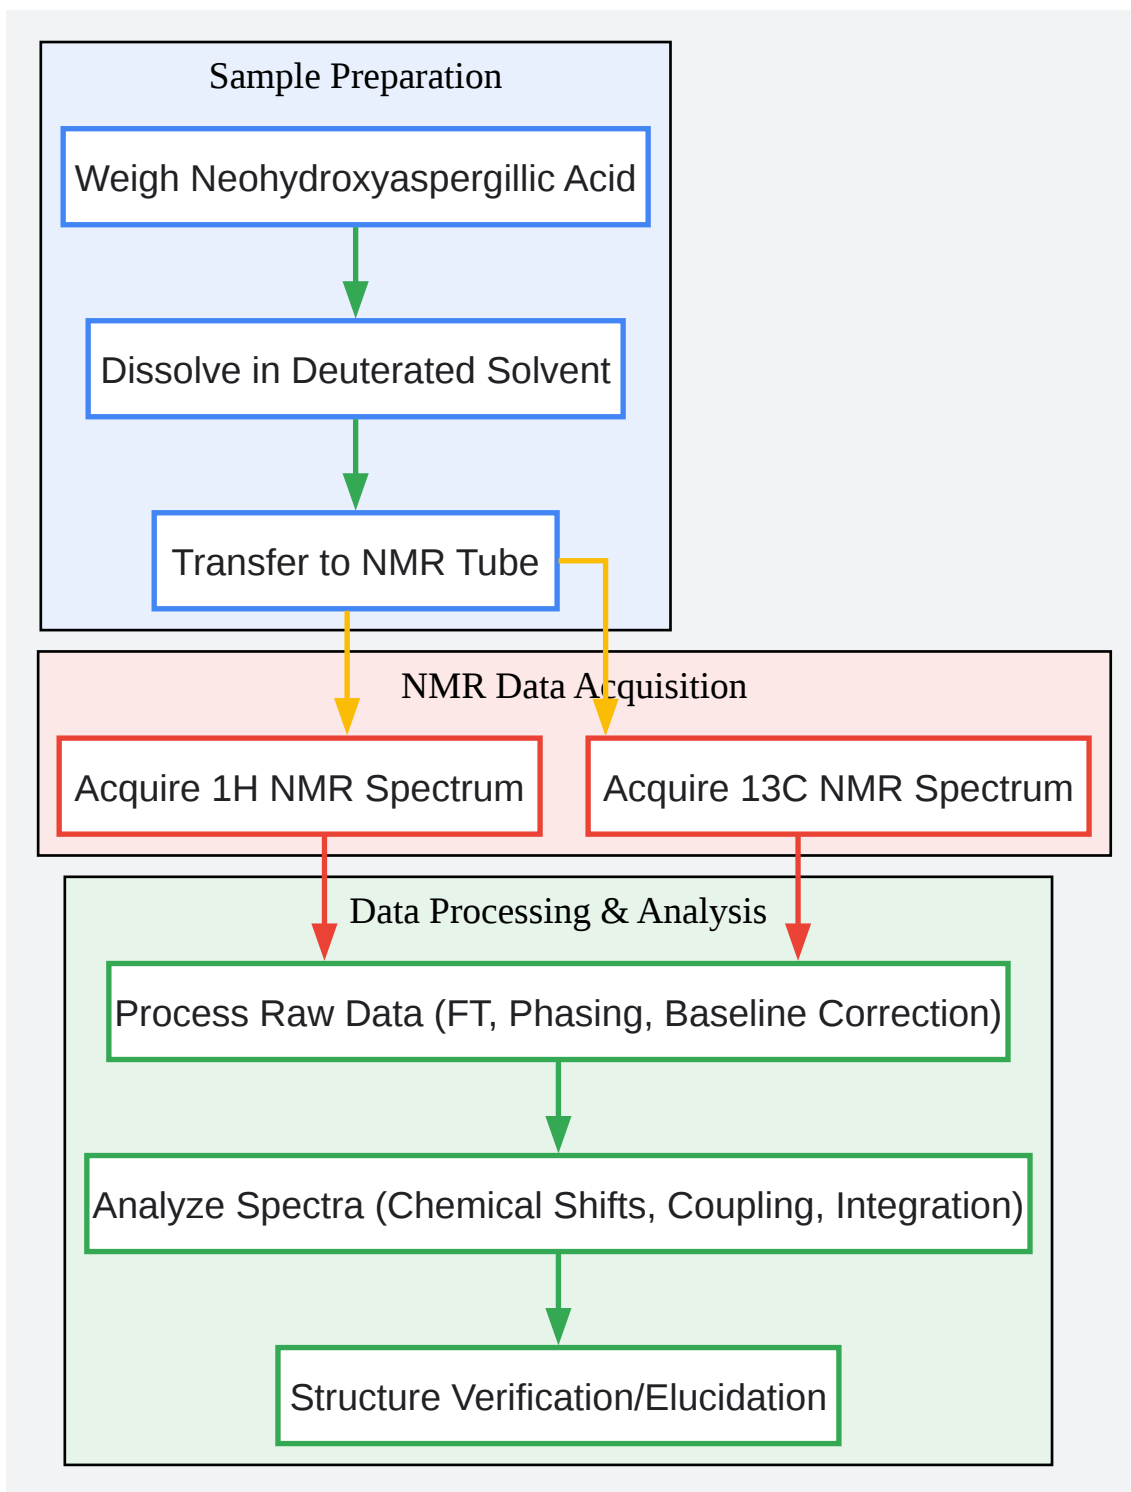 Sample Preparation
Weigh Neohydroxyaspergillic Acid
Dissolve in Deuterated Solvent
Transfer to NMR Tube
NMR Data Acquisition
Acquire 1H NMR Spectrum
Acquire 13C NMR Spectrum
Data Processing & Analysis
Process Raw Data (FT, Phasing, Baseline Correction)
Analyze Spectra (Chemical Shifts, Coupling, Integration)
Structure Verification/Elucidation